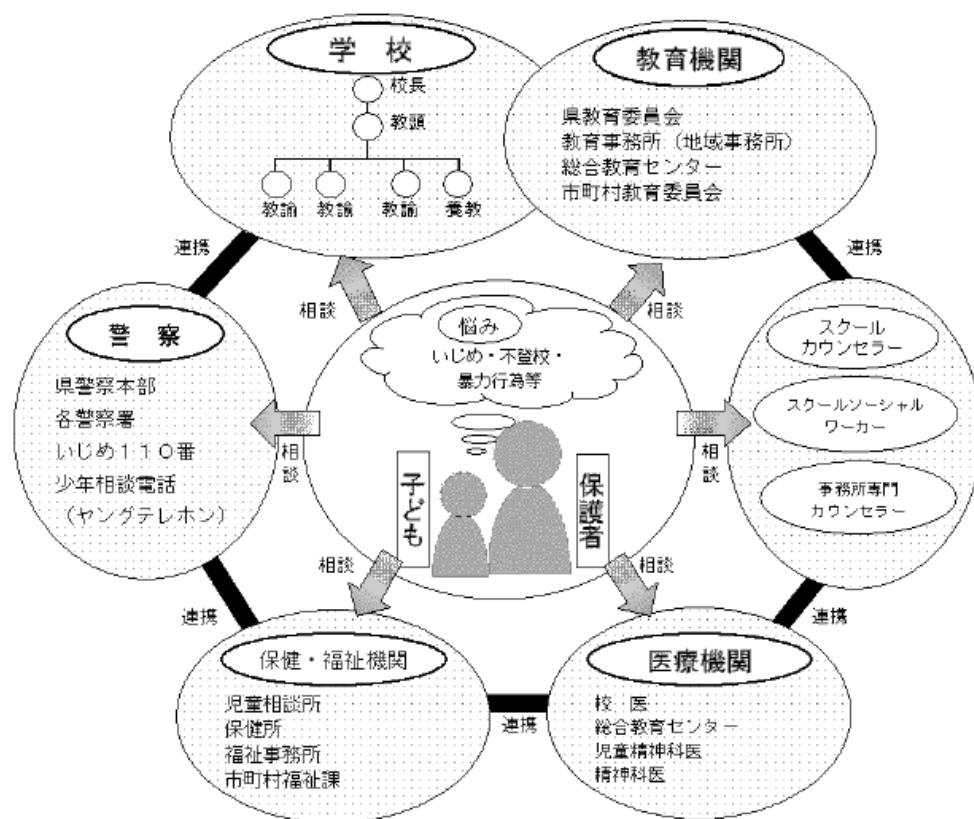 学　校
校長
教頭
教諭
教諭
教諭
養教
教育機関
県教育委員会
教育事務所（地域事務所）
総合教育センター
市町村教育委員会
連携
連携
相談
相談
警　察
県警察本部
各警察署
いじめ１１０番
少年相談電話
（ヤングテレホン）
相談
悩み
いじめ・不登校・
暴力行為等
子ども
保護者
相談
スクール
カウンセラー
スクールソーシャル
ワーカー
事務所専門
カウンセラー
相談
相談
連携
連携
保健・福祉機関
児童相談所
保健所
福祉事務所
市町村福祉課
連携
医療機関
校　医
総合教育センター
児童精神科医
精神科医